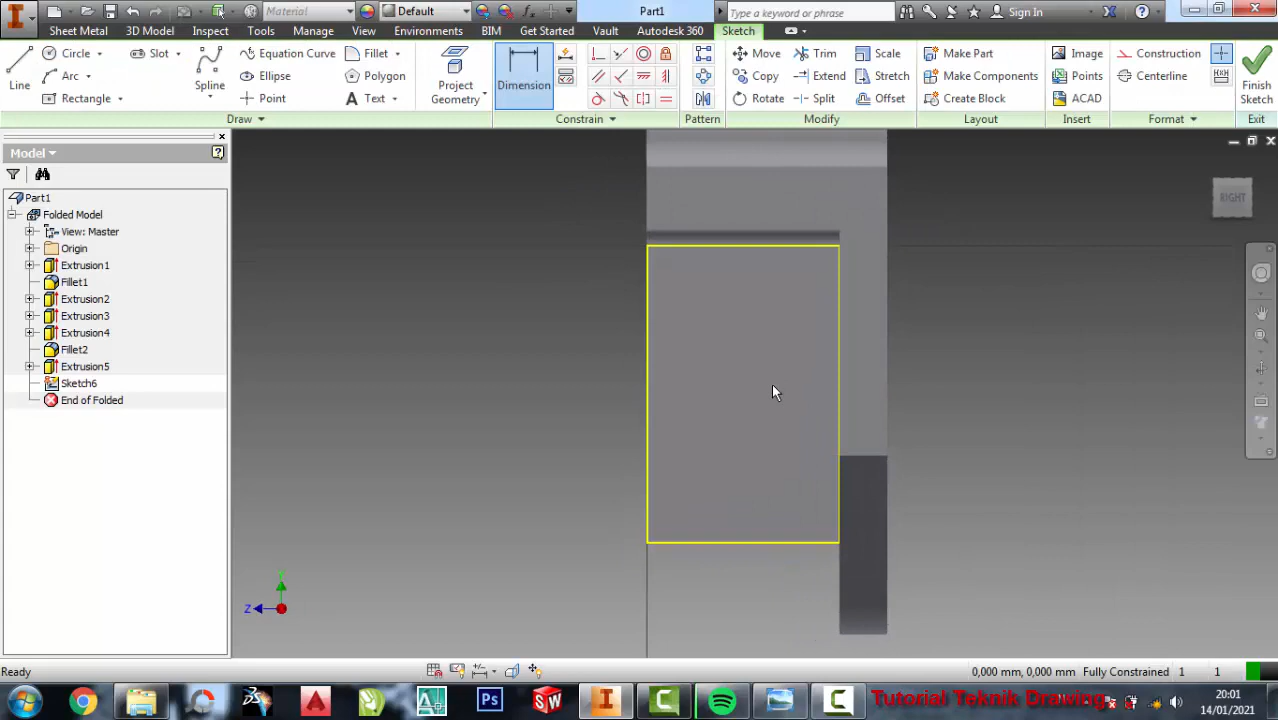 Material
Default
Part1
Type a keyword or phrase
Sign In
Sheet Metal
3D Model
Inspect
Tools
Manage
View
Environments
BIM
Get Started
Vault
Autodesk 360
Sketch
Line
Circle
Arc
Rectangle
Slot
Spline
Equation Curve
Ellipse
Point
Fillet
Polygon
Text
Project
Geometry
Dimension
Move
Copy
Rotate
Trim
Extend
Split
Scale
Stretch
Offset
Make Part
Make Components
Create Block
Image
Points
ACAD
Construction
Centerline
Finish
Sketch
Draw
Constrain
Pattern
Modify
Layout
Insert
Format
Exit
Model
Part1
Folded Model
View: Master
Origin
Extrusion1
Fillet1
Extrusion2
Extrusion3
Extrusion4
Fillet2
Extrusion5
Sketch6
End of Folded
RIGHT
Z
Ready
0,000 mm, 0,000 mm
Fully Constrained
1
1
Ps
SW
Tutorial Teknik Drawing
20:01
14/01/2021